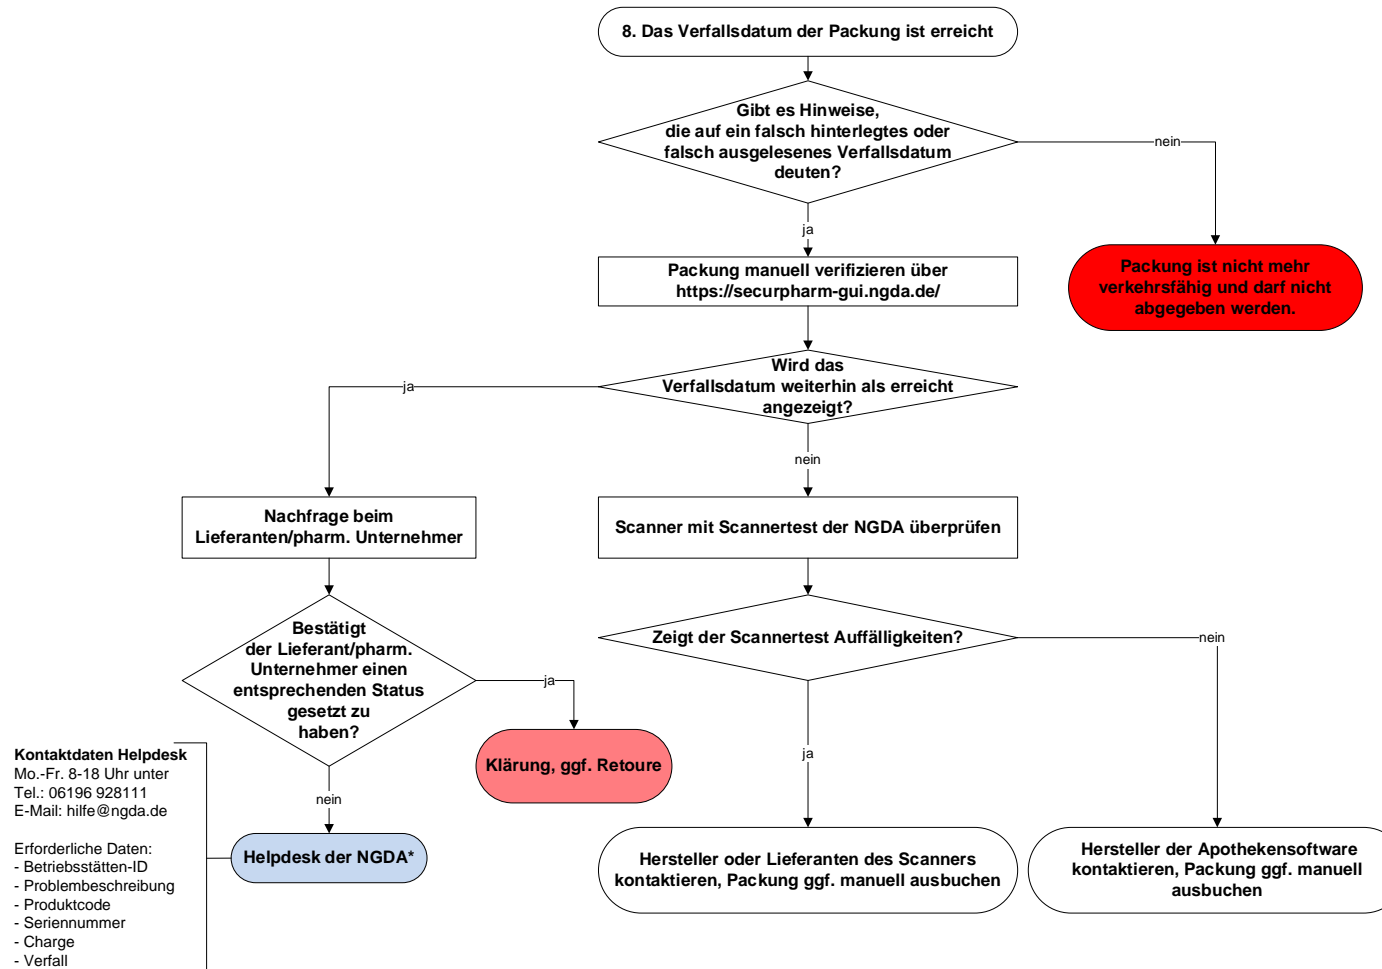 8. Das Verfallsdatum der Packung ist erreicht
Gibt es Hinweise,
die auf ein falsch hinterlegtes oder
falsch ausgelesenes Verfallsdatum
deuten?
nein
ja
Packung ist nicht mehr
verkehrsfähig und darf nicht
abgegeben werden.
Packung manuell verifizieren über
https://securpharm-gui.ngda.de/
Wird das
Verfallsdatum weiterhin als erreicht
angezeigt?
ja
nein
Nachfrage beim
Lieferanten/pharm. Unternehmer
Scanner mit Scannertest der NGDA überprüfen
Bestätigt
der Lieferant/pharm.
Unternehmer einen
entsprechenden Status
gesetzt zu
haben?
Zeigt der Scannertest Auffälligkeiten?
nein
ja
Klärung, ggf. Retoure
ja
nein
Kontaktdaten Helpdesk
Mo.-Fr. 8-18 Uhr unter
Tel.: 06196 928111
E-Mail: hilfe@ngda.de
Erforderliche Daten:
- Betriebsstätten-ID
- Problembeschreibung
- Produktcode
- Seriennummer
- Charge
- Verfall
Helpdesk der NGDA*
Hersteller oder Lieferanten des Scanners
kontaktieren, Packung ggf. manuell ausbuchen
Hersteller der Apothekensoftware
kontaktieren, Packung ggf. manuell
ausbuchen